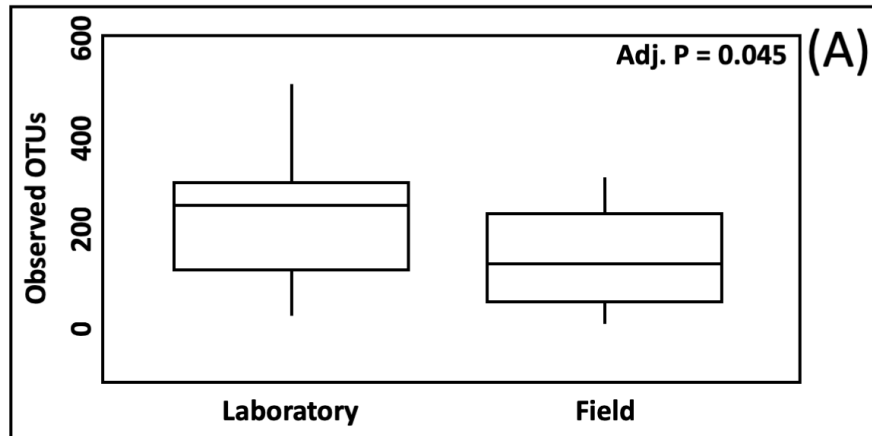 600
Adj. P = 0.045
(A)
Observed OTUs
400
200
0
Laboratory
Field